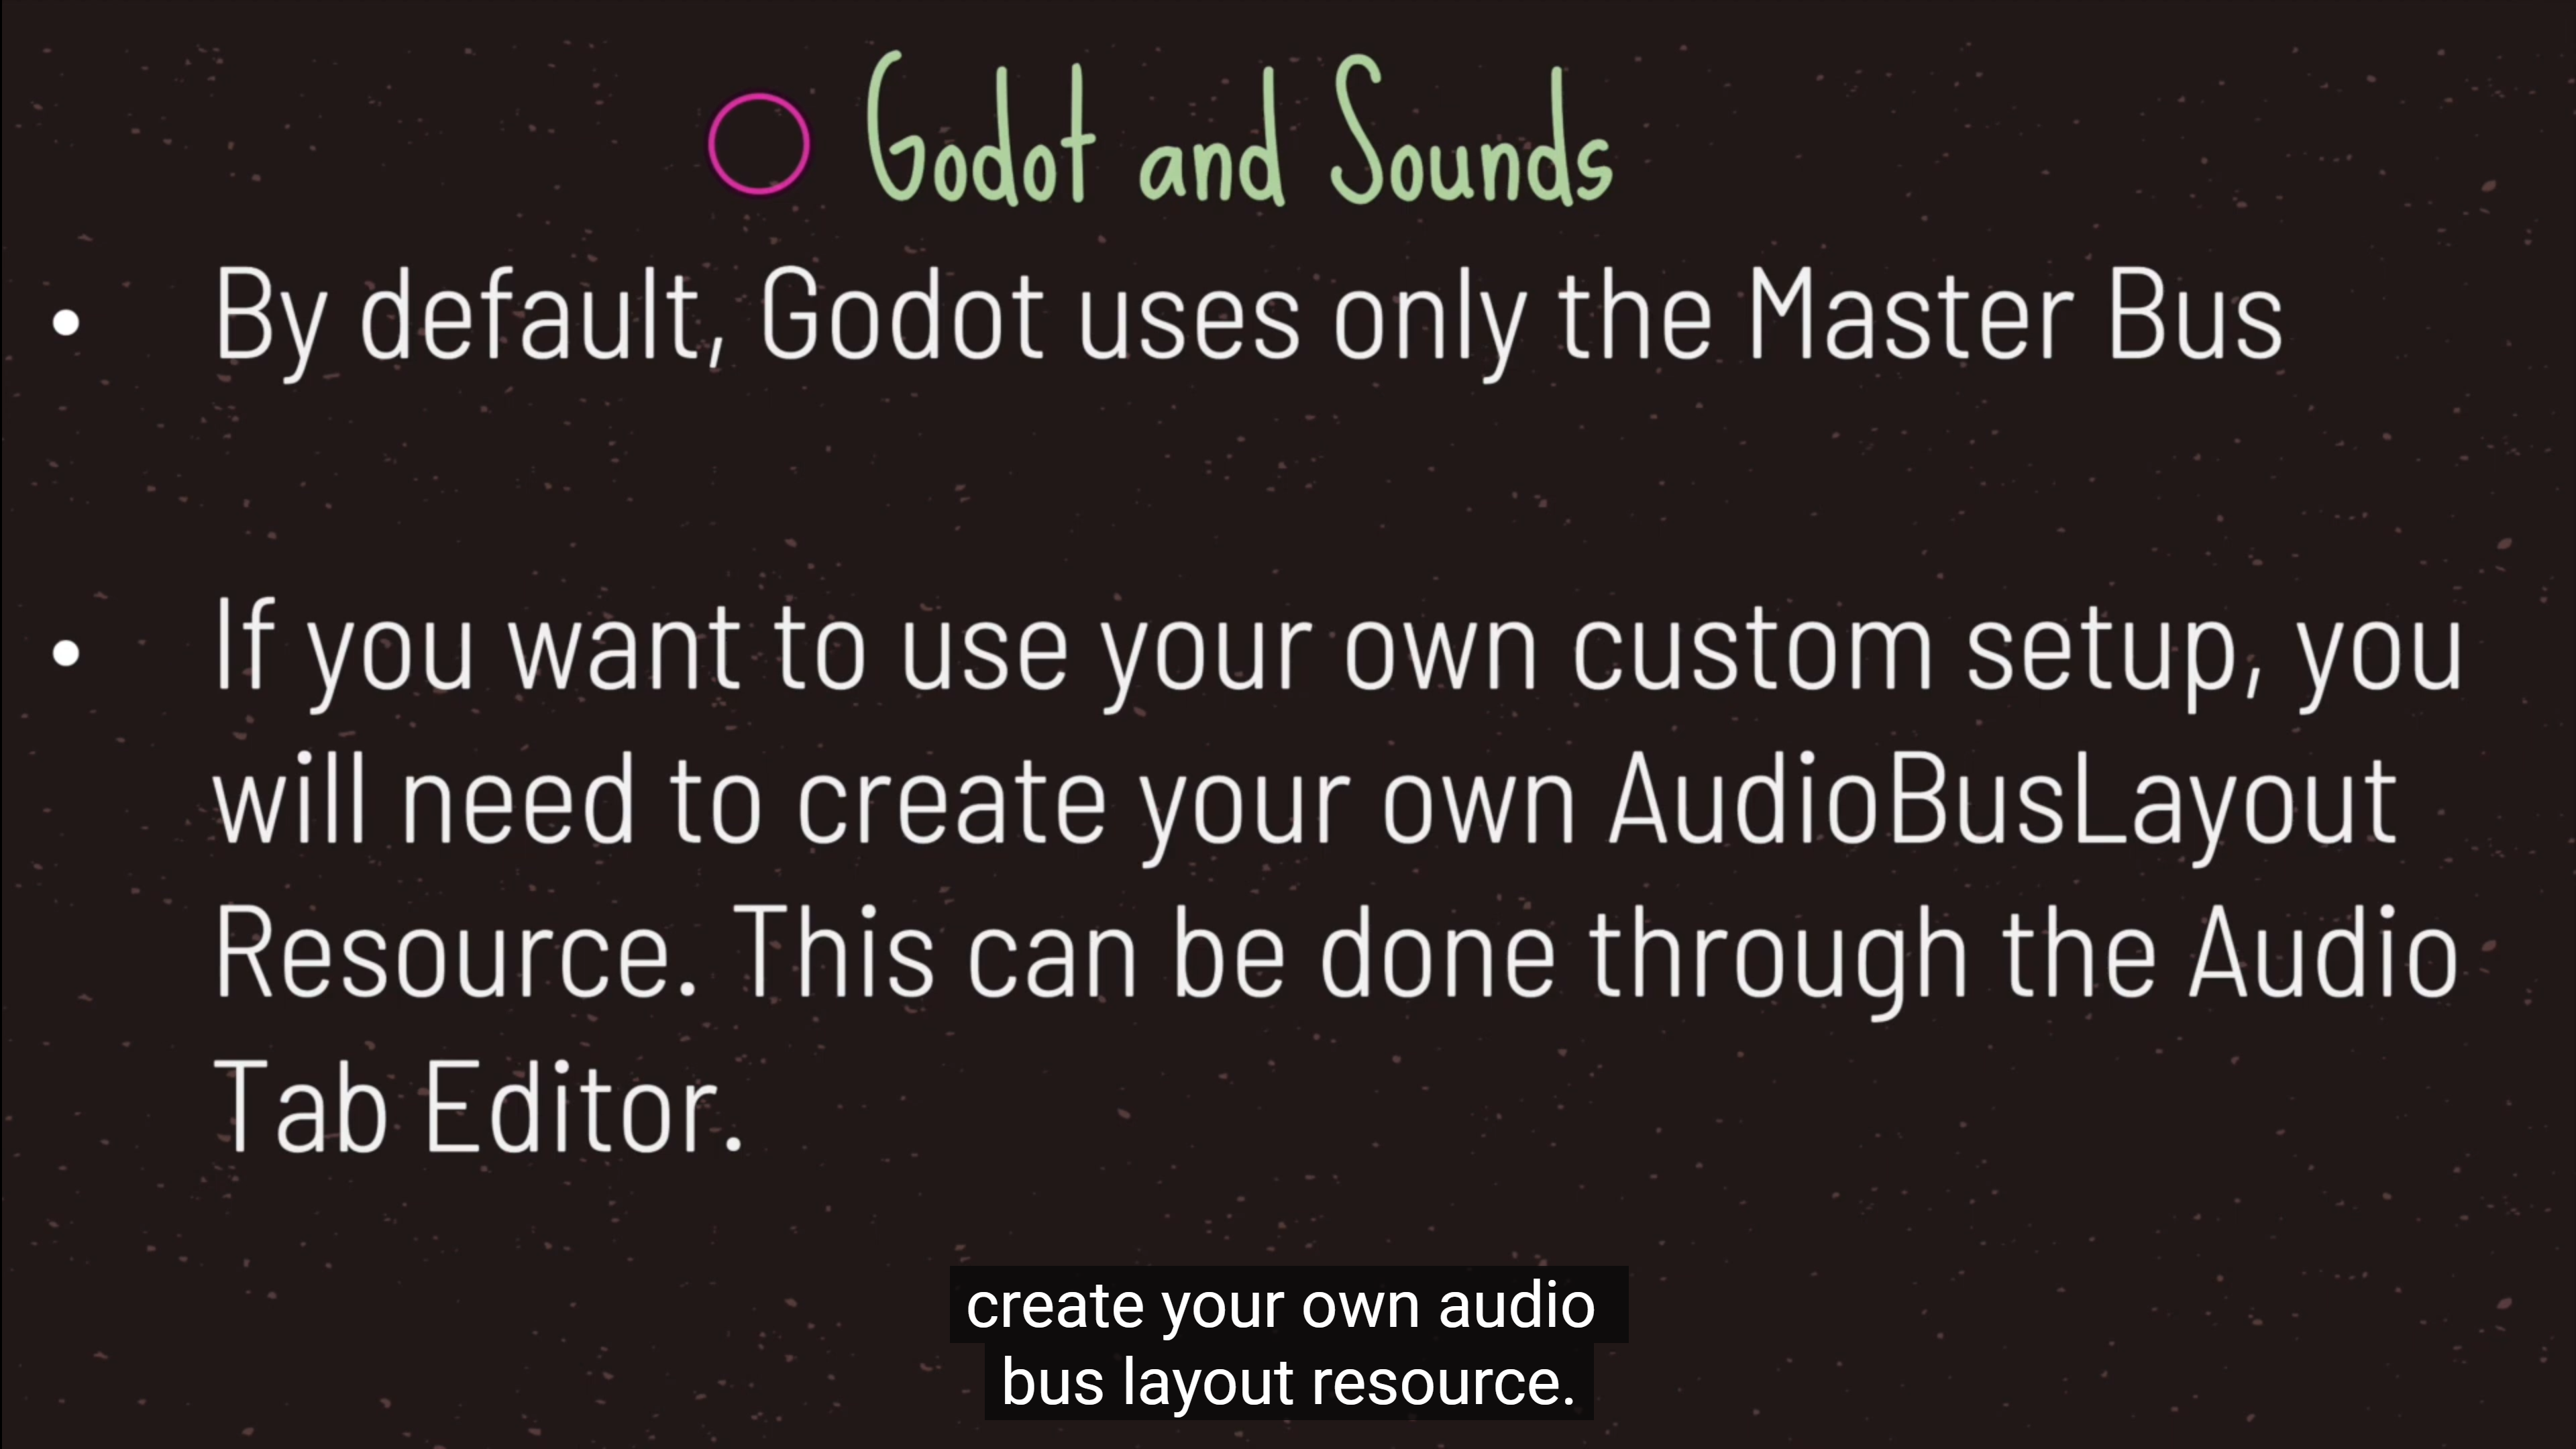 Godot and Sounds
• By default, Godot uses only the Master Bus
• If you want to use your own custom setup, you
will need to create your own AudioBusLayout
Resource. This can be done through the Audio
Tab Editor.
create your own audio
bus layout resource.